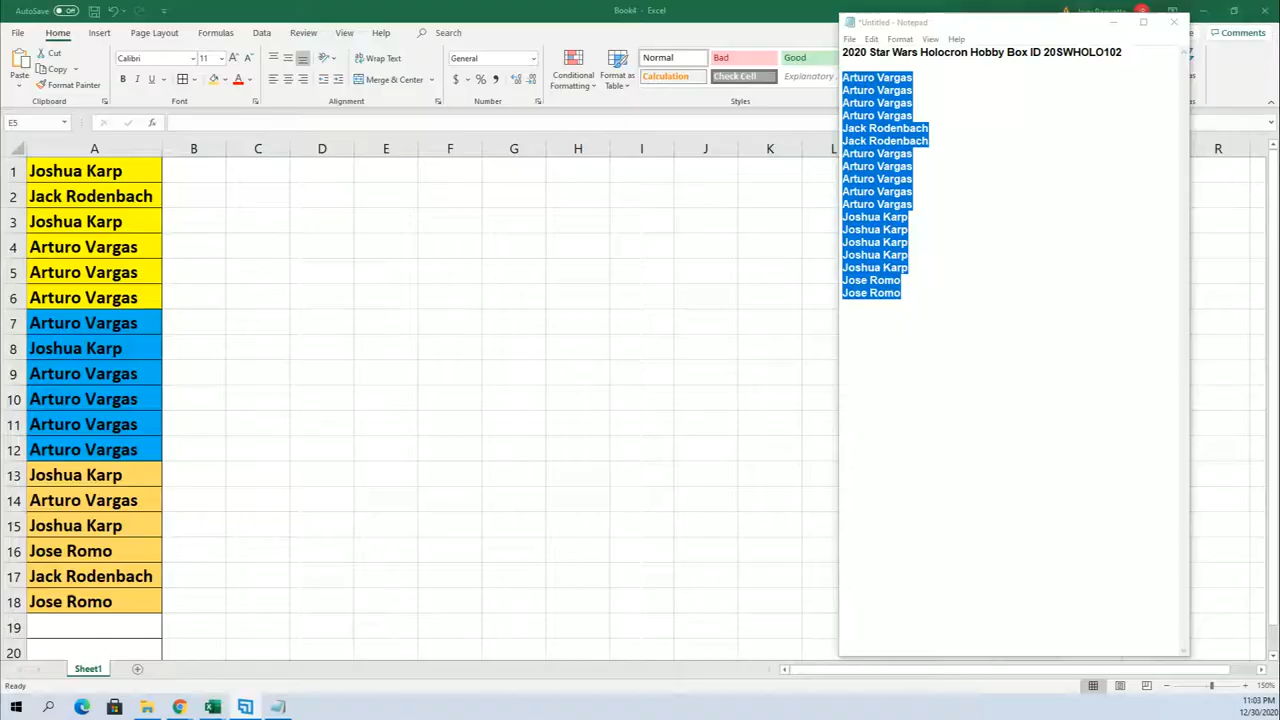 AutoSave Off
Book4 - Excel
File Home Insert Draw Page Layout Formulas Data Review View Help Search
Comments
Paste
Cut
Copy
Format Painter
Clipboard
Calibri 11
B I U
Font
Wrap Text
Merge & Center
Alignment
General
$ % ,
Number
Conditional Formatting
Format as Table
Normal Bad Good
Calculation Check Cell Explanatory
Styles
E5
fx
A B C D E F G H I J K L R
1 Joshua Karp
2 Jack Rodenbach
3 Joshua Karp
4 Arturo Vargas
5 Arturo Vargas
6 Arturo Vargas
7 Arturo Vargas
8 Joshua Karp
9 Arturo Vargas
10 Arturo Vargas
11 Arturo Vargas
12 Arturo Vargas
13 Joshua Karp
14 Arturo Vargas
15 Joshua Karp
16 Jose Romo
17 Jack Rodenbach
18 Jose Romo
19
20
*Untitled - Notepad
File Edit Format View Help
2020 Star Wars Holocron Hobby Box ID 20SWHOLO102
Arturo Vargas
Arturo Vargas
Arturo Vargas
Arturo Vargas
Jack Rodenbach
Jack Rodenbach
Arturo Vargas
Arturo Vargas
Arturo Vargas
Arturo Vargas
Arturo Vargas
Joshua Karp
Joshua Karp
Joshua Karp
Joshua Karp
Joshua Karp
Jose Romo
Jose Romo
Sheet1
Ready
150%
11:03 PM
12/30/2020